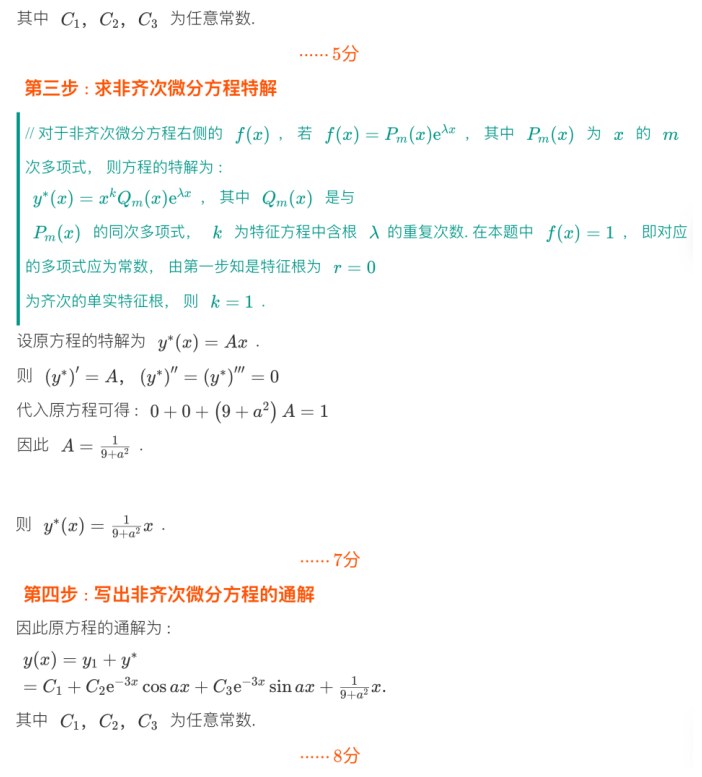 其中 C₁, C₂, C₃ 为任意常数.
……5分
第三步:求非齐次微分方程特解
// 对于非齐次微分方程右侧的 f(x) , 若 f(x) = Pₘ(x)e^{λx} , 其中 Pₘ(x) 为 x 的 m
次多项式, 则方程的特解为:
y*(x) = x^k Qₘ(x)e^{λx} , 其中 Qₘ(x) 是与
Pₘ(x) 的同次多项式, k 为特征方程中含根 λ 的重复次数. 在本题中 f(x) = 1 , 即对应
的多项式应为常数, 由第一步知是特征根为 r = 0
为齐次的单实特征根, 则 k = 1 .
设原方程的特解为 y*(x) = Ax .
则 (y*)′ = A, (y*)″ = (y*)‴ = 0
代入原方程可得: 0 + 0 + (9 + a²) A = 1
因此 A = \frac{1}{9+a²} .
则 y*(x) = \frac{1}{9+a²} x .
……7分
第四步:写出非齐次微分方程的通解
因此原方程的通解为:
y(x) = y₁ + y*
= C₁ + C₂e^{−3x} cos ax + C₃e^{−3x} sin ax + \frac{1}{9+a²} x.
其中 C₁, C₂, C₃ 为任意常数.
……8分